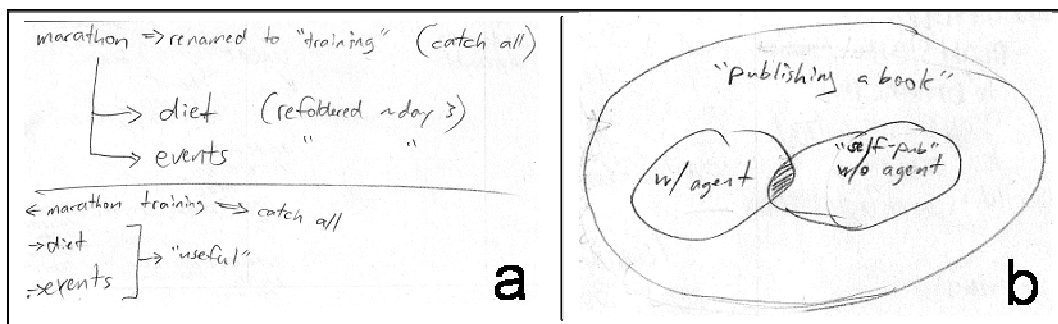 marathon ⇒ renamed to "training" (catch all)
→ diet (refoldered ~day 3)
→ events " "
← marathon training ⇒ catch all
→ diet
→ "useful"
→ events
a
"publishing a book"
w/ agent
"self-pub"
w/o agent
b